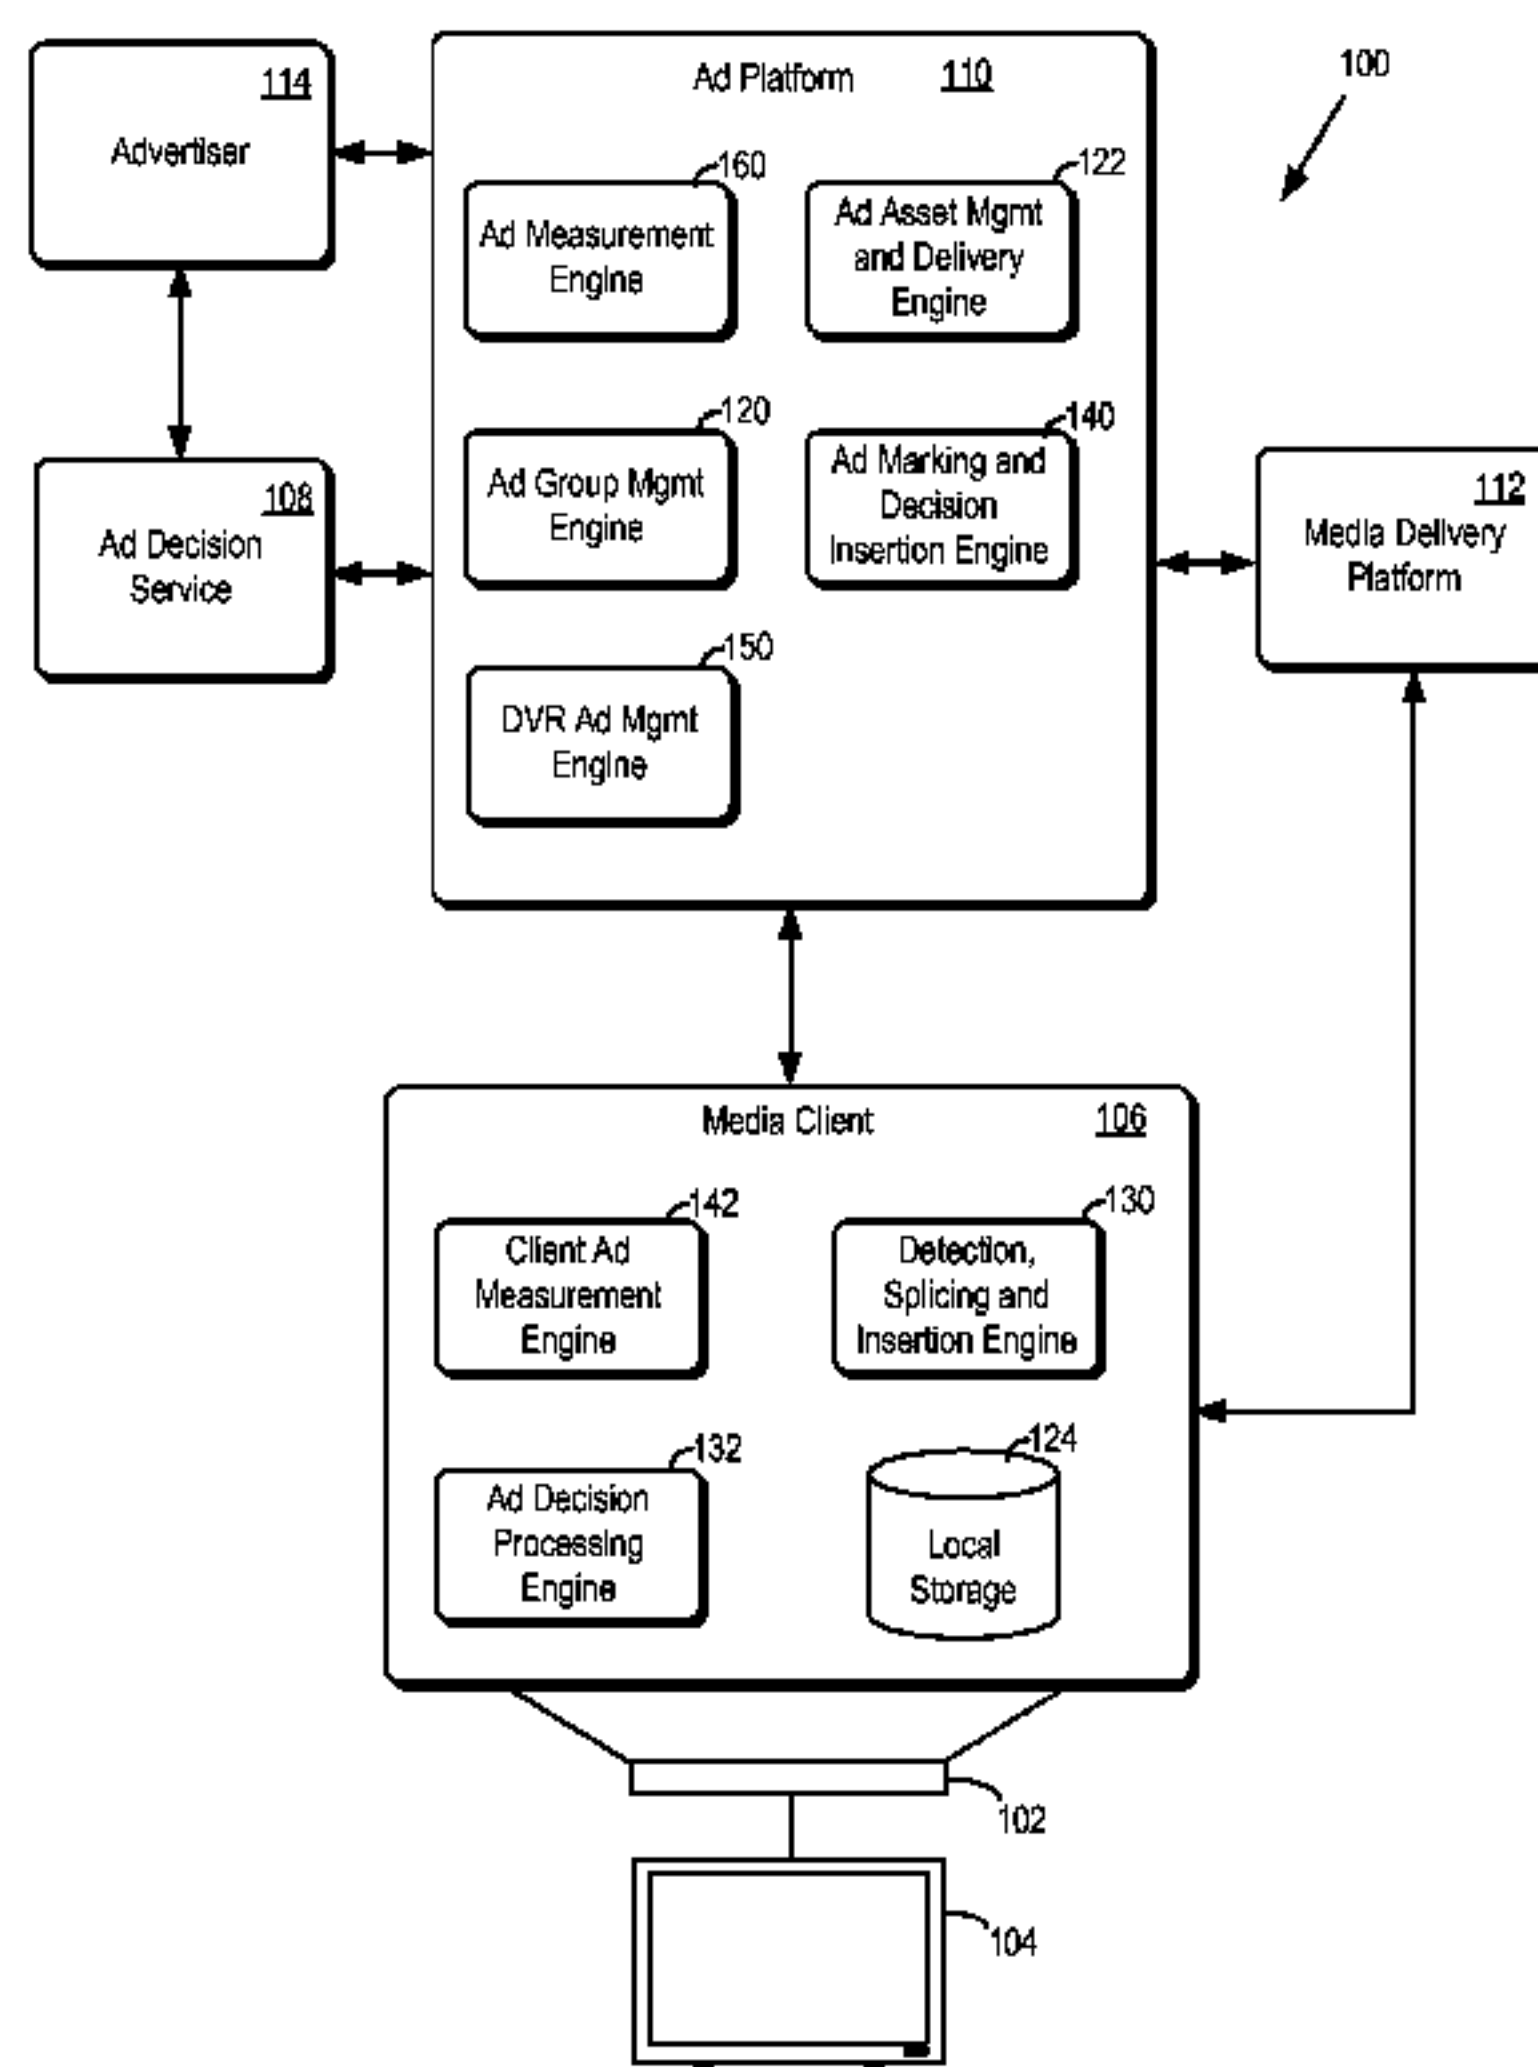 114
Advertiser
Ad Platform 110
100
160
Ad Measurement
Engine
122
Ad Asset Mgmt
and Delivery
Engine
120
Ad Group Mgmt
Engine
140
Ad Marking and
Decision
Insertion Engine
108
Ad Decision
Service
112
Media Delivery
Platform
150
DVR Ad Mgmt
Engine
Media Client 106
142
Client Ad
Measurement
Engine
130
Detection,
Splicing and
Insertion Engine
132
Ad Decision
Processing
Engine
124
Local
Storage
102
104